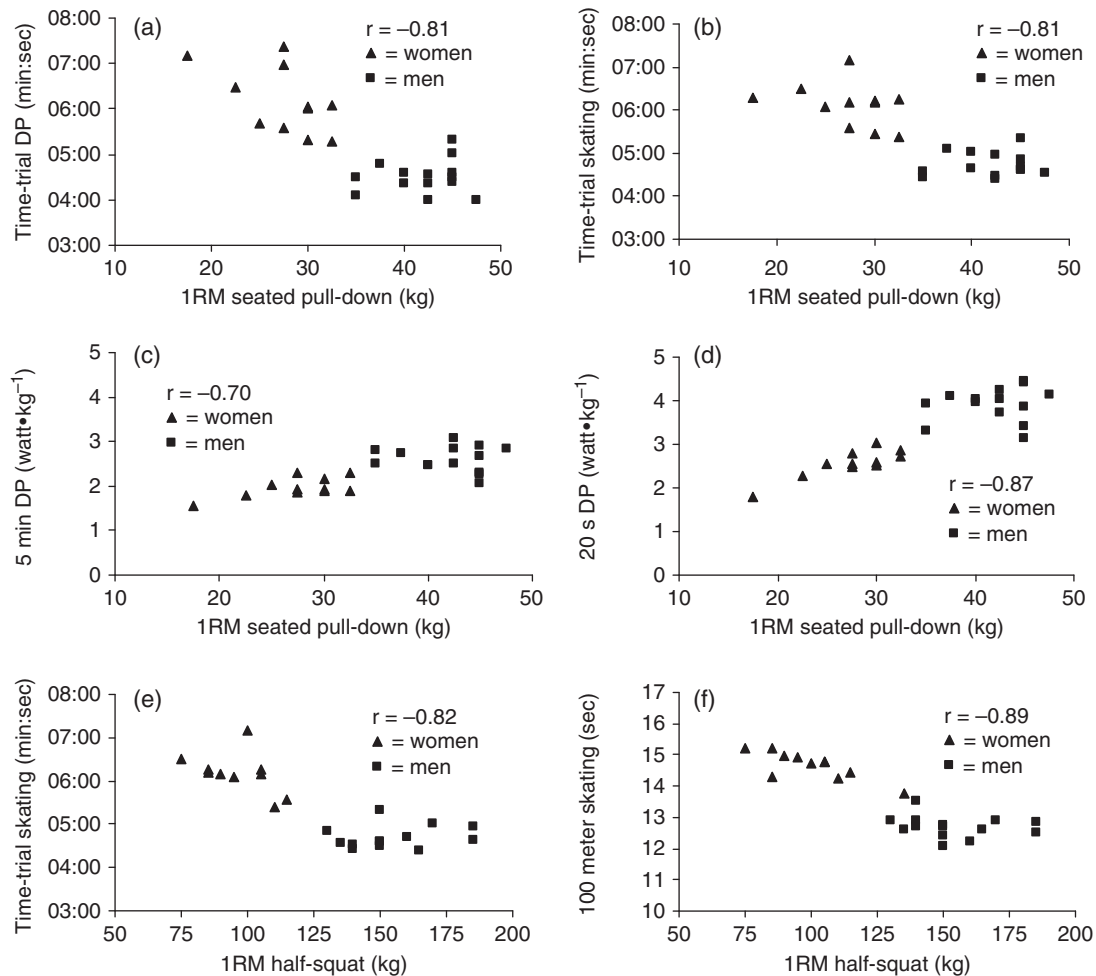 (a)
r = –0.81
▲ = women
■ = men
Time-trial DP (min:sec)
08:00
07:00
06:00
05:00
04:00
03:00
10 20 30 40 50
1RM seated pull-down (kg)
(b)
r = –0.81
▲ = women
■ = men
Time-trial skating (min:sec)
08:00
07:00
06:00
05:00
04:00
03:00
10 20 30 40 50
1RM seated pull-down (kg)
(c)
r = –0.70
▲ = women
■ = men
5 min DP (watt•kg⁻¹)
5
4
3
2
1
0
10 20 30 40 50
1RM seated pull-down (kg)
(d)
r = –0.87
▲ = women
■ = men
20 s DP (watt•kg⁻¹)
5
4
3
2
1
0
10 20 30 40 50
1RM seated pull-down (kg)
(e)
r = –0.82
▲ = women
■ = men
Time-trial skating (min:sec)
08:00
07:00
06:00
05:00
04:00
03:00
50 75 100 125 150 175 200
1RM half-squat (kg)
(f)
r = –0.89
▲ = women
■ = men
100 meter skating (sec)
17
16
15
14
13
12
11
10
50 75 100 125 150 175 200
1RM half-squat (kg)